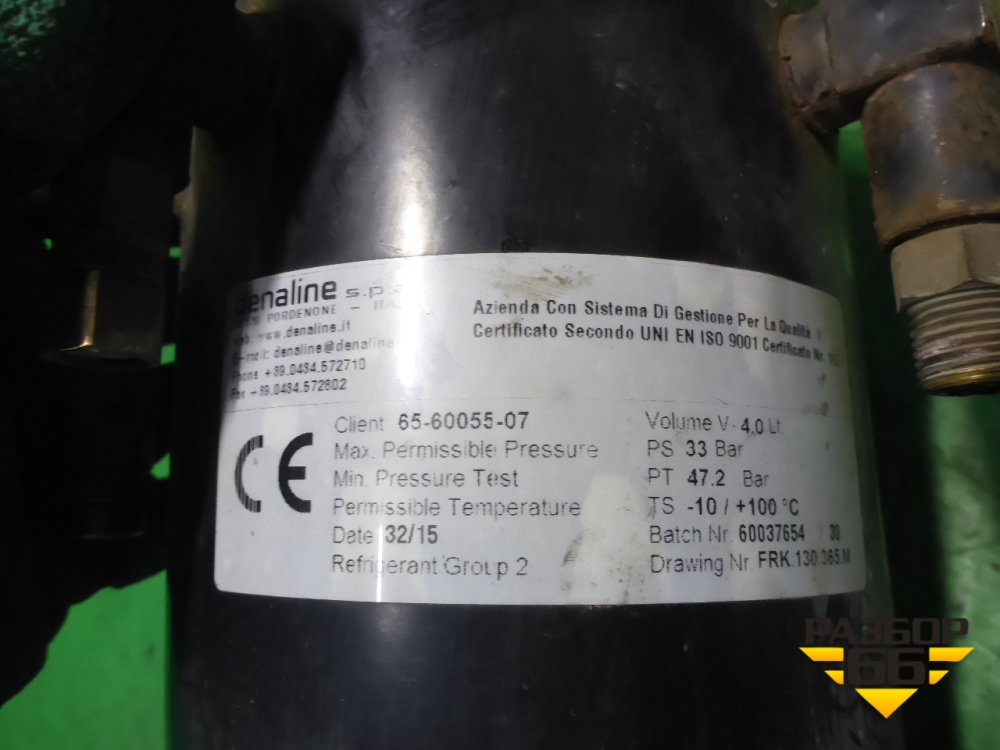 denaline s.p.a
PORDENONE -
www.denaline.it
denaline@denaline
Phone +39.0434.572710
Fax +39.0434.572802
Azienda Con Sistema Di Gestione Per La Qualità
Certificato Secondo UNI EN ISO 9001 Certificato Nr.
CE
Client 65-60055-07
Max. Permissible Pressure
Min. Pressure Test
Permissible Temperature
Date 32/15
Refrigerant Group 2
Volume V 4,0 Lt.
PS 33 Bar
PT 47.2 Bar
TS -10 / +100 °C
Batch Nr. 60037654 / 30
Drawing Nr. FRK.130.365.M
РАЗБОР
66